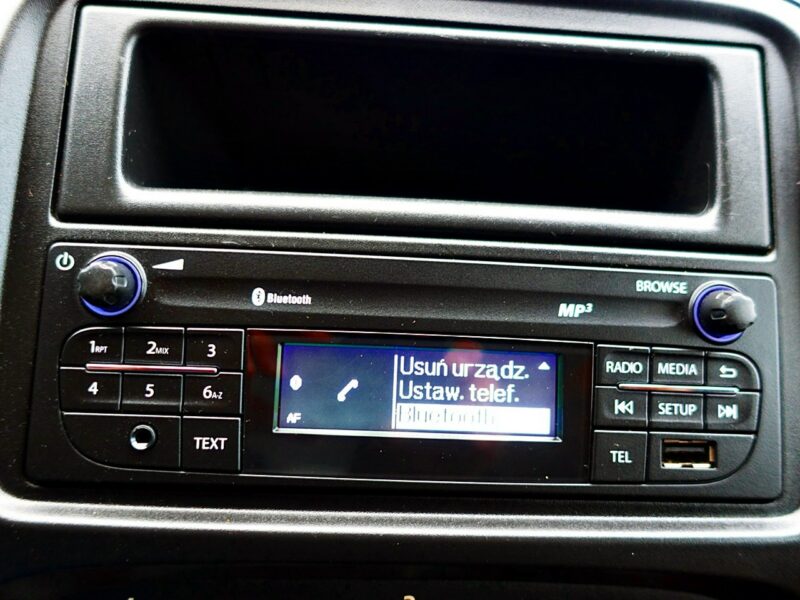 Bluetooth
BROWSE
MP3
1RPT
2MIX
3
4
5
6A-Z
TEXT
AF
Usuń urządz.
Ustaw. telef.
Bluetooth
RADIO
MEDIA
SETUP
TEL